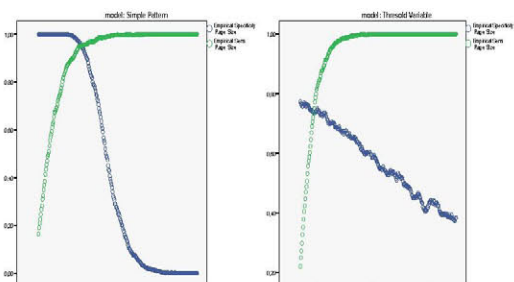 model: Simple Pattern
Empirical Specificity
Page Size
Empirical Sens
Page Size
1,00
0,80
0,60
0,40
0,20
0,00
model: Thresold Variable
Empirical Specificity
Page Size
Empirical Sens
Page Size
1,00
0,80
0,60
0,40
0,20